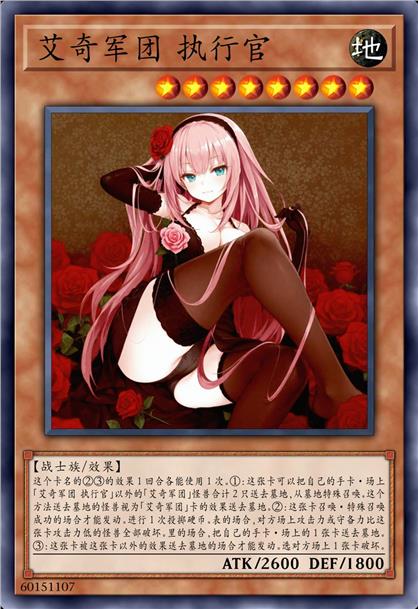 艾奇军团 执行官
地
【战士族/效果】
这个卡名的②③的效果1回合各能使用1次。①:这张卡可以把自己的手卡·场上
「艾奇军团 执行官」以外的「艾奇军团」怪兽合计2只送去墓地,从墓地特殊召唤。这个
方法送去墓地的怪兽视为「艾奇军团」卡的效果送去墓地。②:这张卡召唤·特殊召唤
成功的场合才能发动。进行1次投掷硬币。表的场合,对方场上攻击力或守备力比这
张卡攻击力低的怪兽全部破坏。里的场合,把自己的手卡·场上的1张卡送去墓地。
③:这张卡被这张卡以外的效果送去墓地的场合才能发动。选对方场上1张卡破坏。
ATK/2600 DEF/1800
60151107